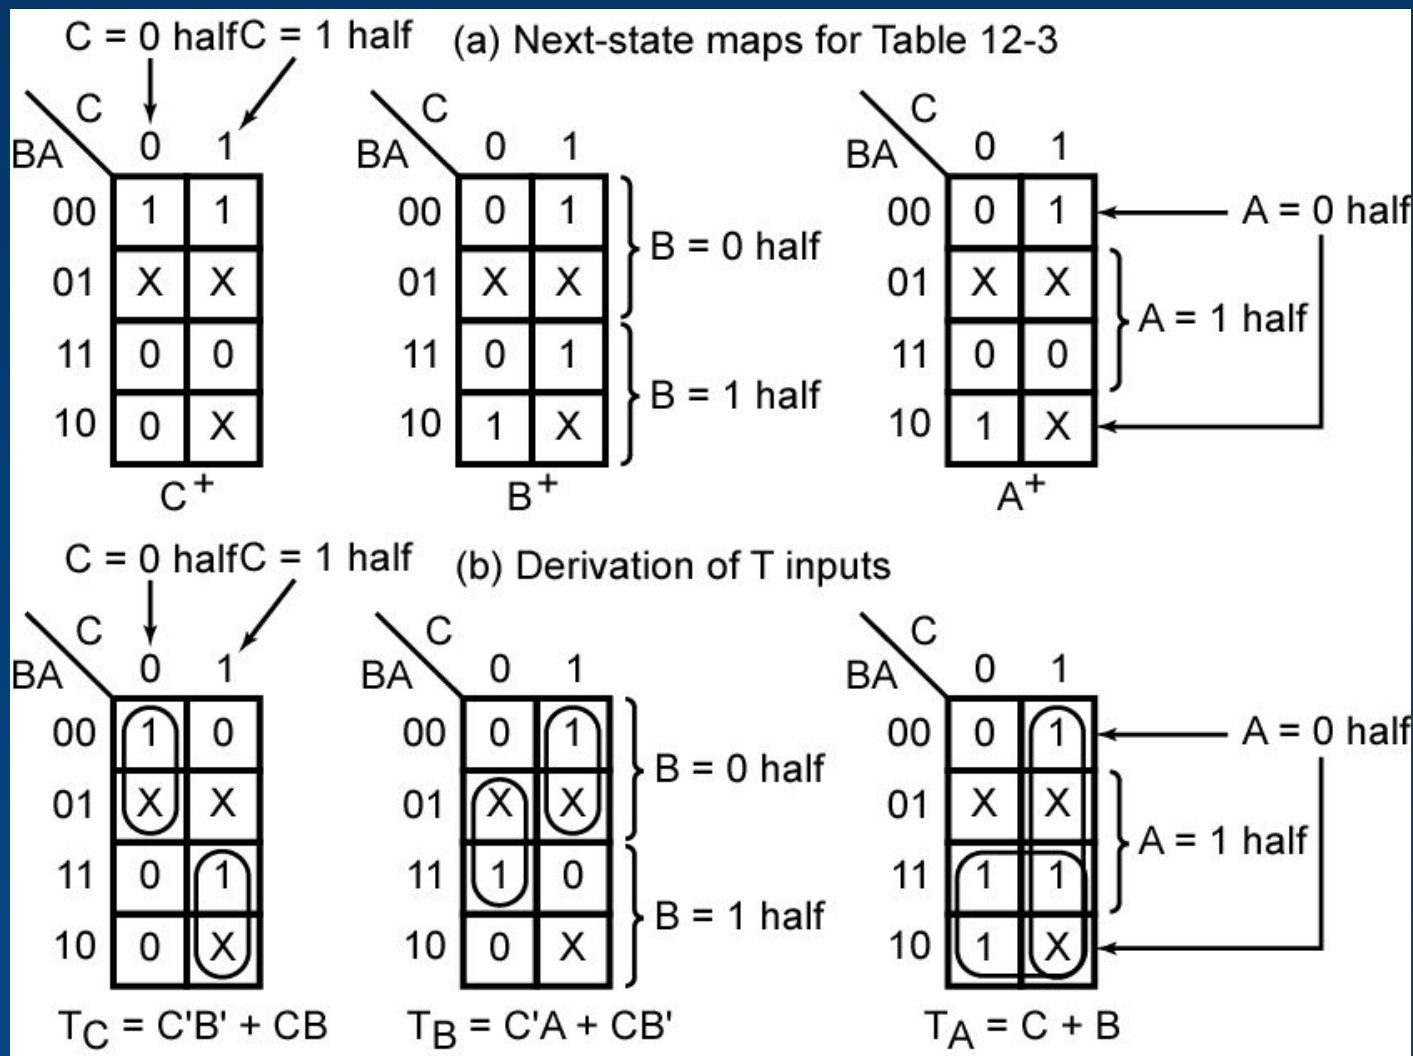 C = 0 half C = 1 half (a) Next-state maps for Table 12-3
C C C
BA 0 1 BA 0 1 BA 0 1
00 1 1 00 0 1 B = 0 half 00 0 1 A = 0 half
01 X X 01 X X 01 X X A = 1 half
11 0 0 11 0 1 B = 1 half 11 0 0
10 0 X 10 1 X 10 1 X
C+ B+ A+
C = 0 half C = 1 half (b) Derivation of T inputs
C C C
BA 0 1 BA 0 1 BA 0 1
00 1 0 00 0 1 B = 0 half 00 0 1 A = 0 half
01 X X 01 X X 01 X X A = 1 half
11 0 1 11 1 0 B = 1 half 11 1 1
10 0 X 10 0 X 10 1 X
TC = C'B' + CB TB = C'A + CB' TA = C + B